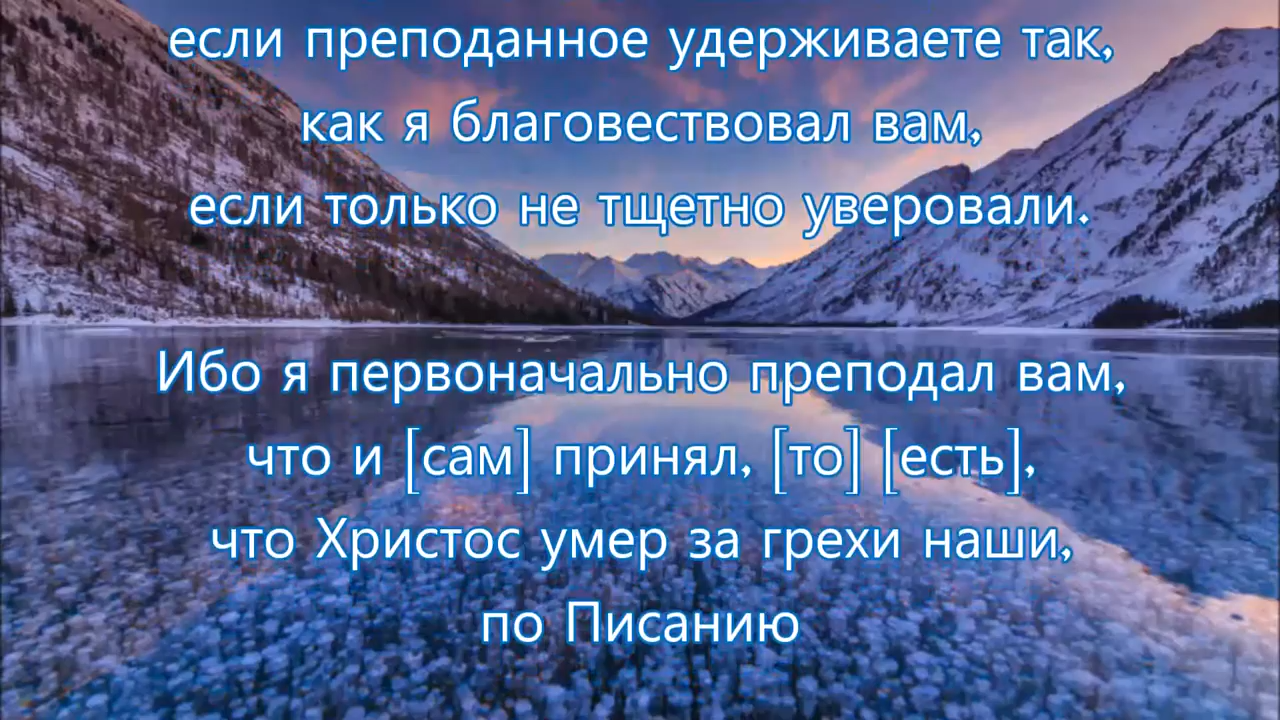 если преподанное удерживаете так,
как я благовествовал вам,
если только не тщетно уверовали.
Ибо я первоначально преподал вам,
что и [сам] принял, [то] [есть],
что Христос умер за грехи наши,
по Писанию